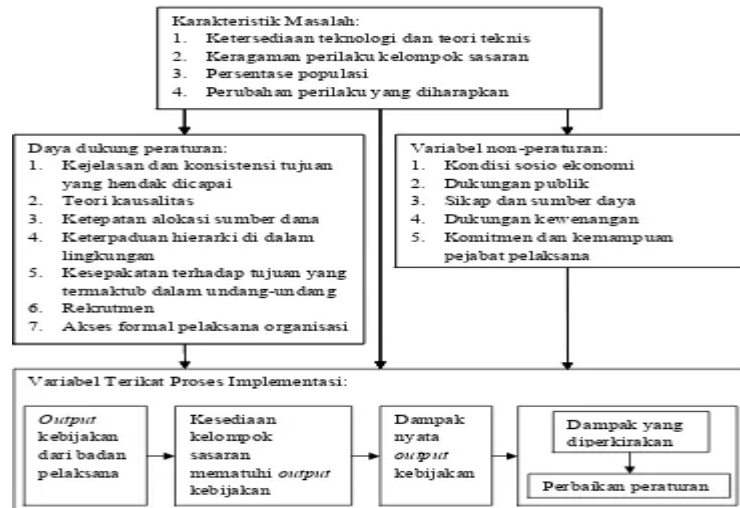 Karakteristik Masalah:
1. Ketersediaan teknologi dan teori teknis
2. Keragaman perilaku kelompok sasaran
3. Persentase populasi
4. Perubahan perilaku yang diharapkan
Daya dukung peraturan:
1. Kejelasan dan konsistensi tujuan
yang hendak dicapai
2. Teori kausalitas
3. Ketepatan alokasi sumber dana
4. Keterpaduan hierarki di dalam
lingkungan
5. Kesepakatan terhadap tujuan yang
termaktub dalam undang-undang
6. Rekrutmen
7. Akses formal pelaksana organisasi
Variabel non-peraturan:
1. Kondisi sosio ekonomi
2. Dukungan publik
3. Sikap dan sumber daya
4. Dukungan kewenangan
5. Komitmen dan kemampuan
pejabat pelaksana
Variabel Terikat Proses Implementasi:
Output
kebijakan
dari badan
pelaksana
Kesediaan
kelompok
sasaran
mematuhi output
kebijakan
Dampak
nyata
output
kebijakan
Dampak yang
diperkirakan
Perbaikan peraturan